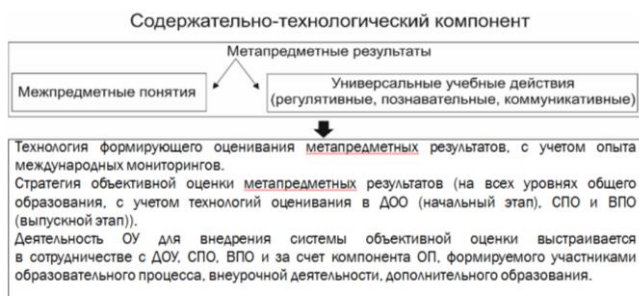 Содержательно-технологический компонент
Метапредметные результаты
Межпредметные понятия
Универсальные учебные действия
(регулятивные, познавательные, коммуникативные)
Технология формирующего оценивания метапредметных результатов, с учетом опыта
международных мониторингов.
Стратегия объективной оценки метапредметных результатов (на всех уровнях общего
образования, с учетом технологий оценивания в ДОО (начальный этап), СПО и ВПО
(выпускной этап)).
Деятельность ОУ для внедрения системы объективной оценки выстраивается
в сотрудничестве с ДОУ, СПО, ВПО и за счет компонента ОП, формируемого участниками
образовательного процесса, внеурочной деятельности, дополнительного образования.